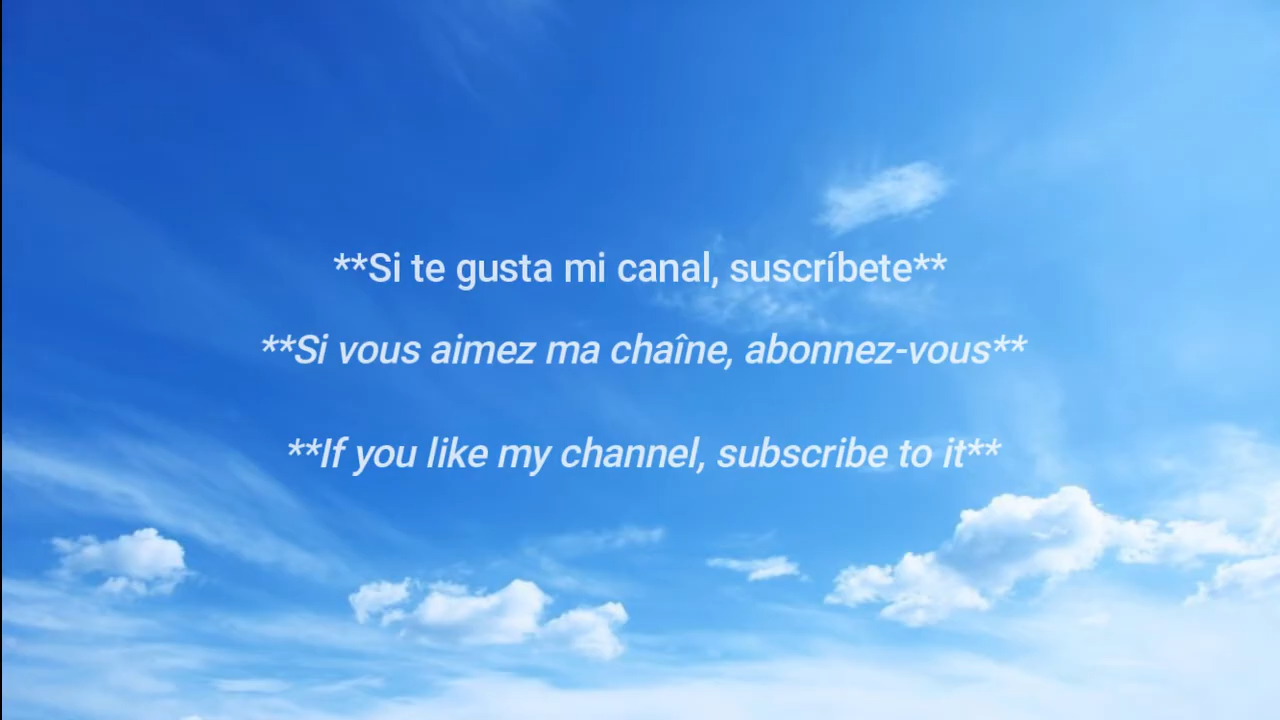 **Si te gusta mi canal, suscríbete**
**Si vous aimez ma chaîne, abonnez-vous**
**If you like my channel, subscribe to it**